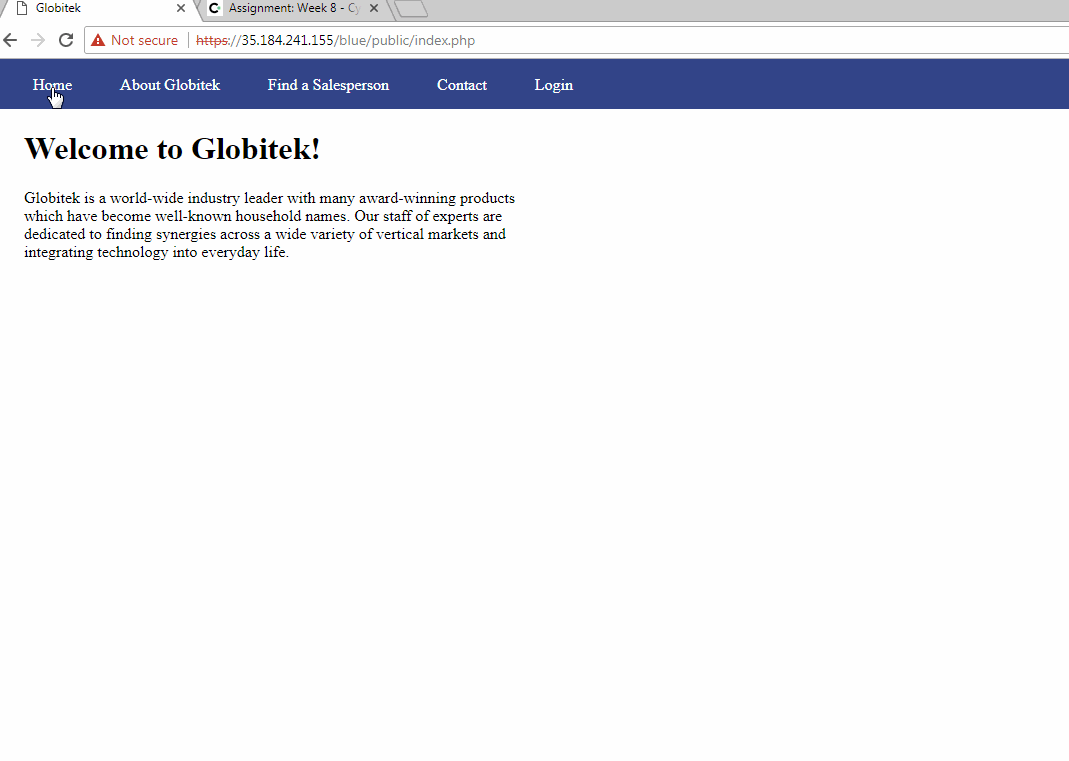 Globitek
Assignment: Week 8 - Cy
Not secure
https://35.184.241.155/blue/public/index.php
Home About Globitek Find a Salesperson Contact Login
Welcome to Globitek!
Globitek is a world-wide industry leader with many award-winning products
which have become well-known household names. Our staff of experts are
dedicated to finding synergies across a wide variety of vertical markets and
integrating technology into everyday life.